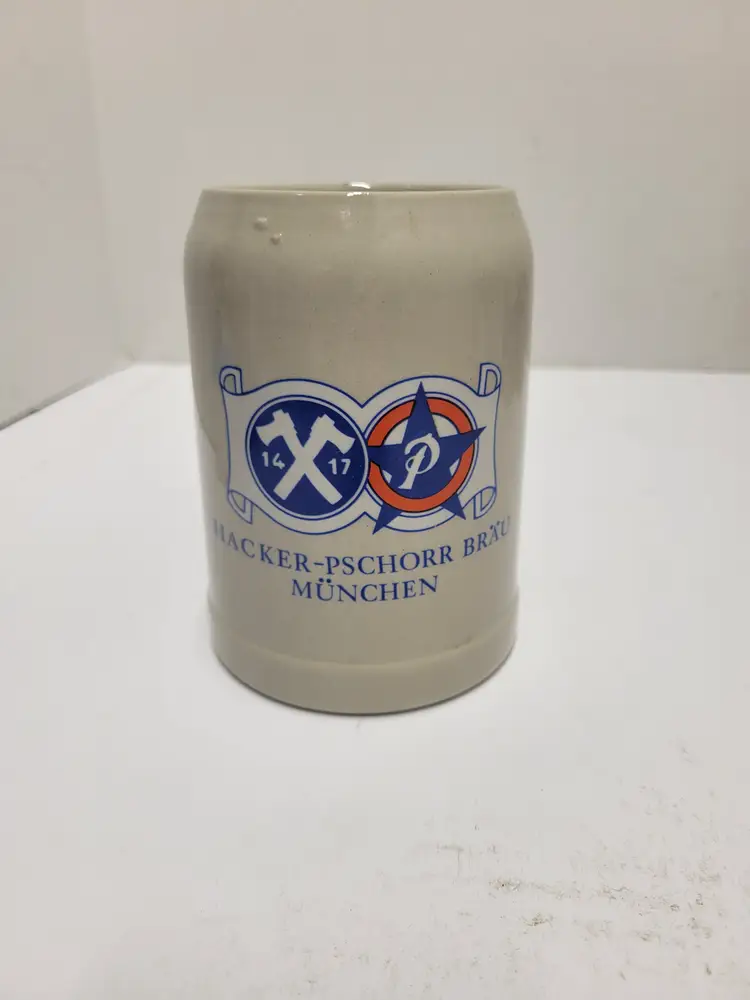 14 17
P
HACKER-PSCHORR BRÄU
MÜNCHEN